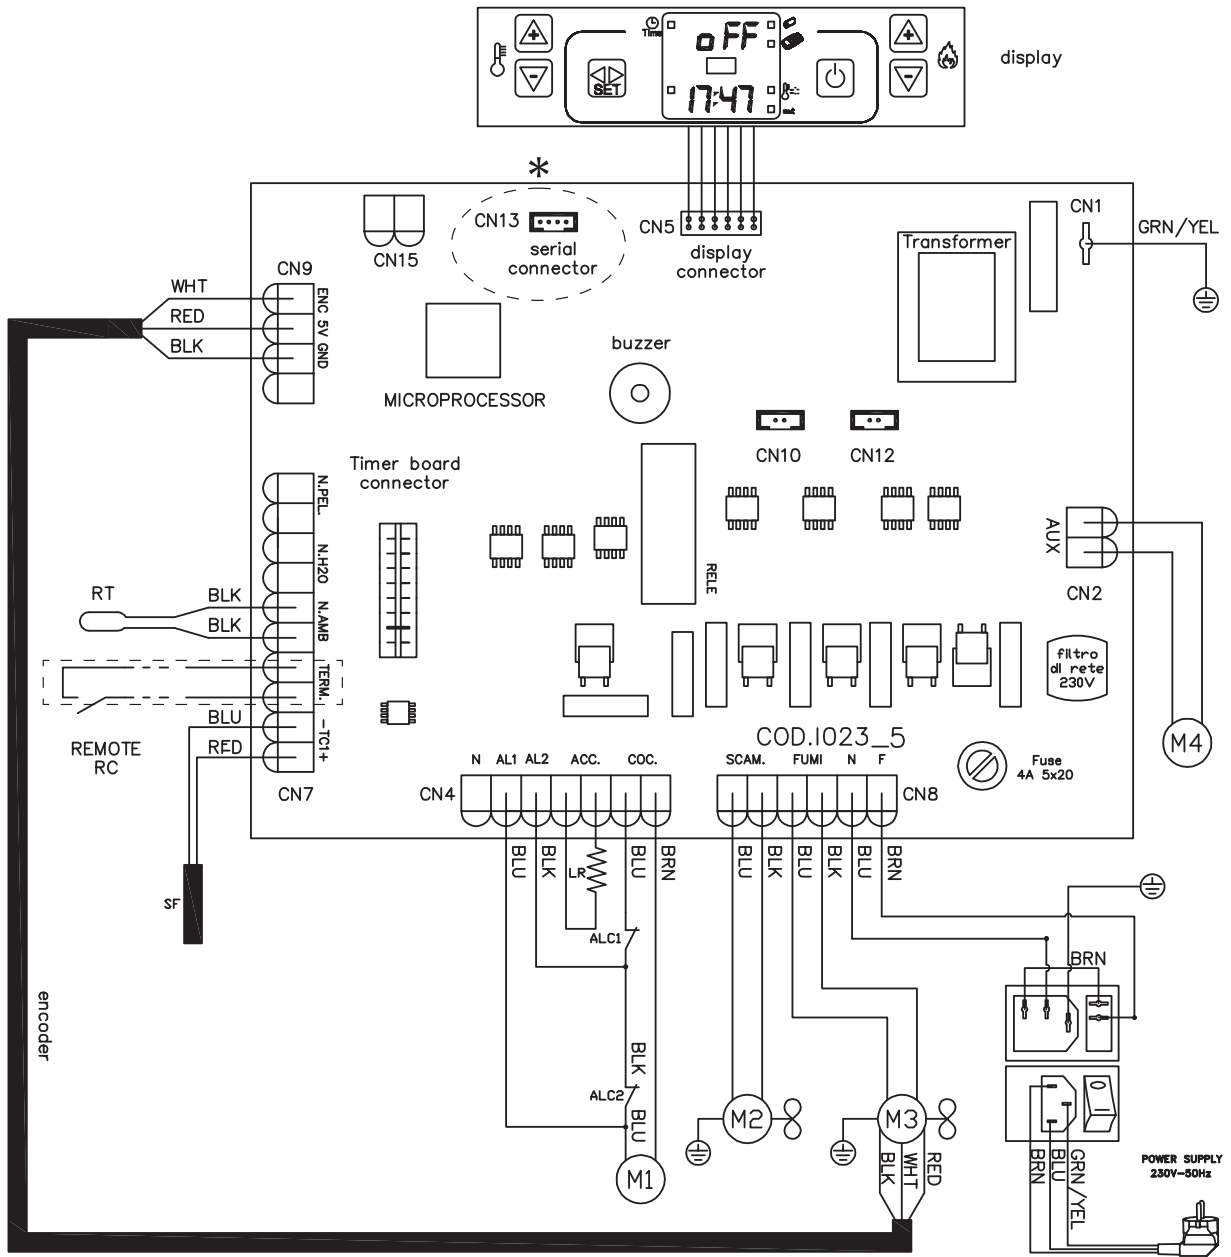 Time
oFF
SET
17:47
display
*
CN13
serial
connector
CN15
CN5
display
connector
Transformer
CN1
GRN/YEL
CN9
WHT
RED
BLK
ENC 5V GND
MICROPROCESSOR
buzzer
CN10
CN12
Timer board
connector
N.PEL.
N.H2O
N.AMB
TERM.
-TC1+
RELE
AUX
CN2
RT
BLK
BLK
REMOTE
RC
BLU
RED
CN7
filtro
di rete
230V
M4
COD.I023_5
Fuse
4A 5x20
CN4
N AL1 AL2 ACC. COC.
SCAM. FUMI N F
CN8
BLU
BLK
LR
BLU
BRN
BLU
BLK
BLU
BLK
BLU
BRN
SF
ALC1
BRN
encoder
BLK
ALC2
BLU
M1
M2
M3
BLK
WHT
RED
BRN
BLU
GRN/YEL
POWER SUPPLY
230V-50Hz